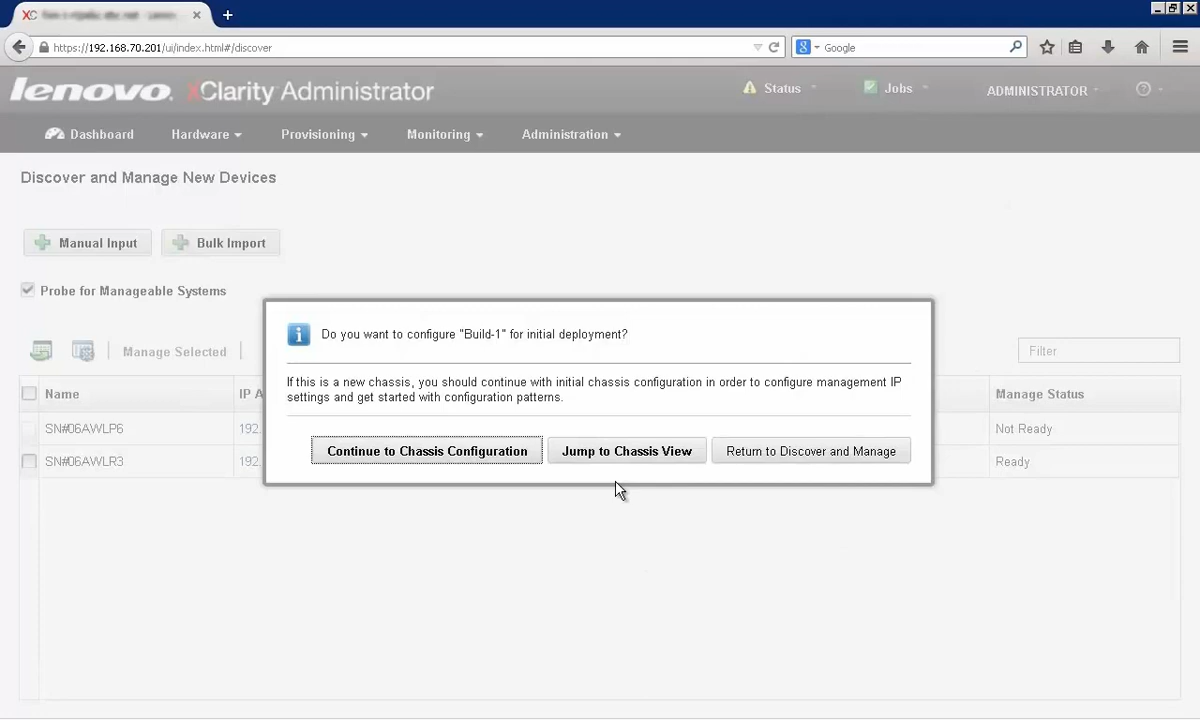 https://192.168.70.201/ui/index.html#/discover
Google
lenovo. xClarity Administrator
Status
Jobs
ADMINISTRATOR
Dashboard
Hardware
Provisioning
Monitoring
Administration
Discover and Manage New Devices
Manual Input
Bulk Import
Probe for Manageable Systems
Manage Selected
Filter
Do you want to configure "Build-1" for initial deployment?
If this is a new chassis, you should continue with initial chassis configuration in order to configure management IP
settings and get started with configuration patterns.
Continue to Chassis Configuration
Jump to Chassis View
Return to Discover and Manage
Name
IP A
Manage Status
SN#06AWLP6
192.
Not Ready
SN#06AWLR3
192.
Ready